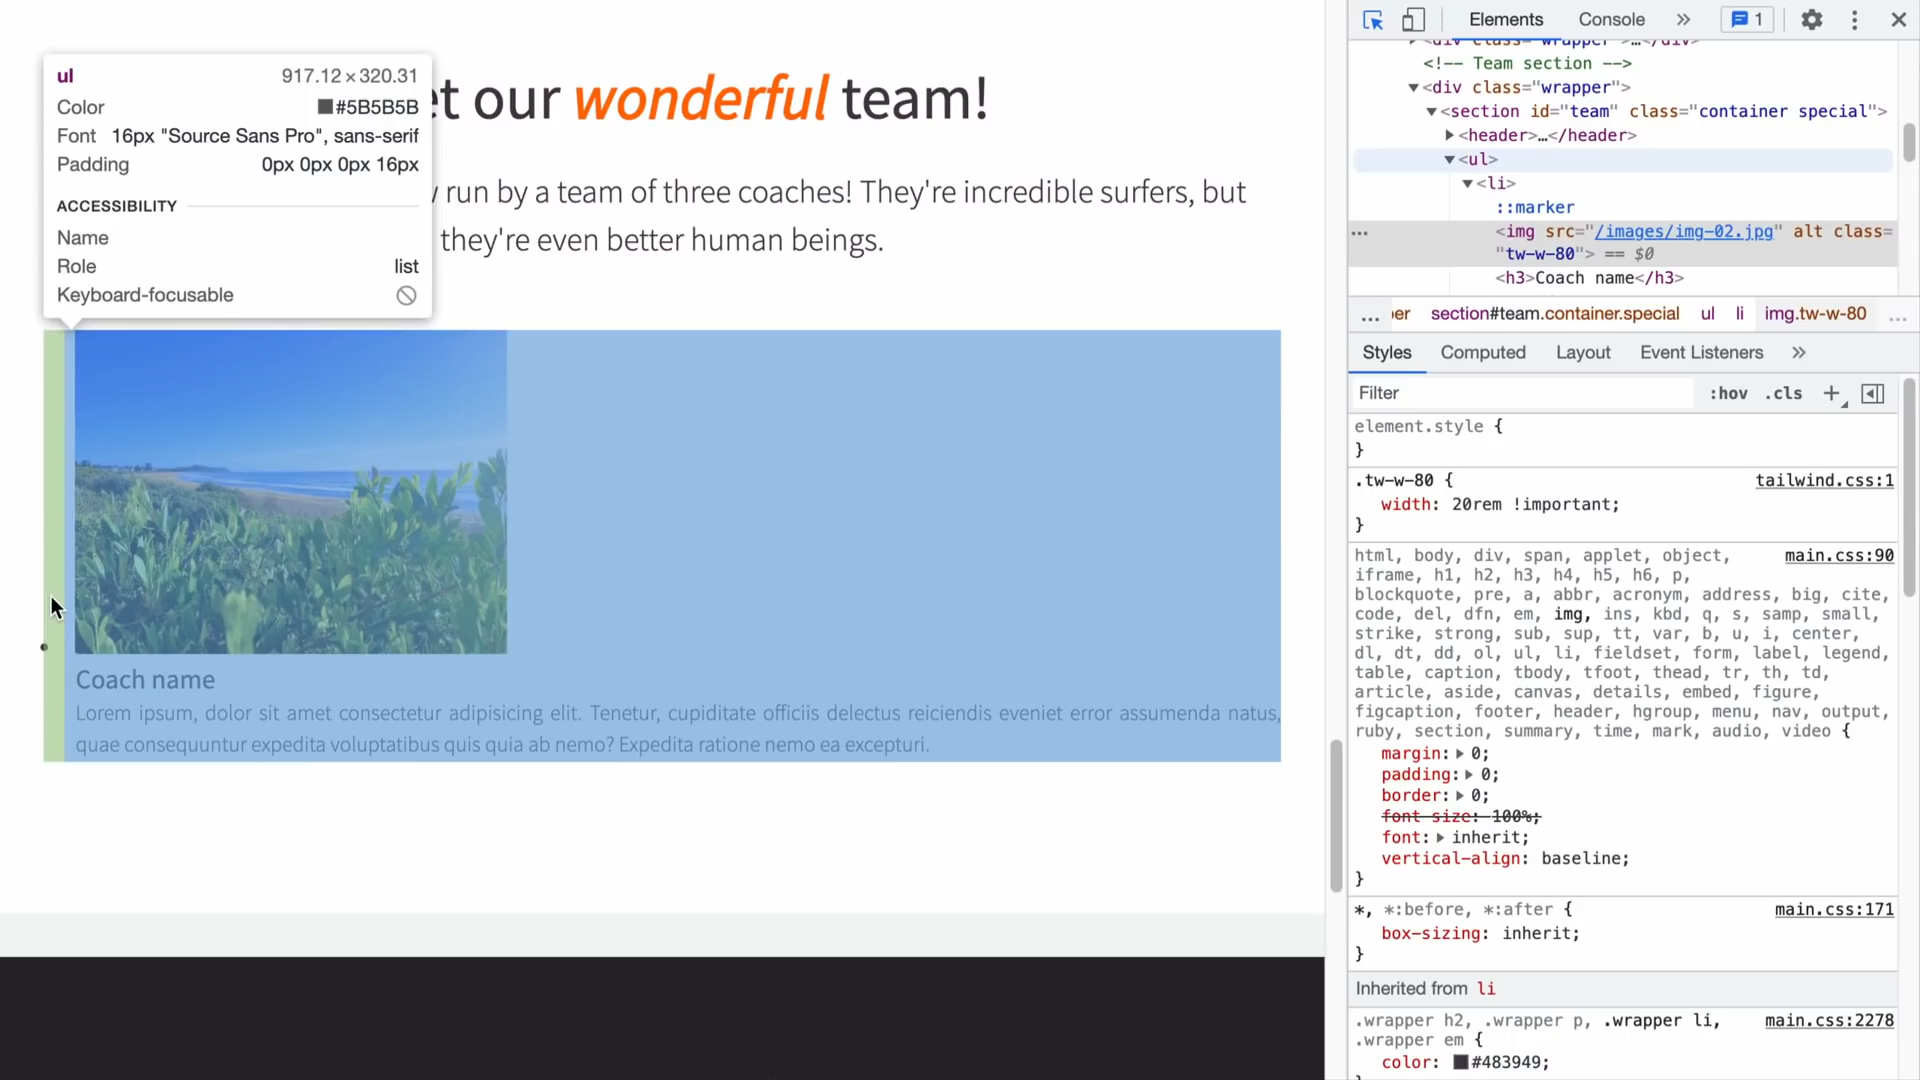 ul 917.12 × 320.31
Color #5B5B5B
Font 16px "Source Sans Pro", sans-serif
Padding 0px 0px 0px 16px
ACCESSIBILITY
Name
Role list
Keyboard-focusable
et our wonderful team!
run by a team of three coaches! They're incredible surfers, but
they're even better human beings.
Coach name
Lorem ipsum, dolor sit amet consectetur adipisicing elit. Tenetur, cupiditate officiis delectus reiciendis eveniet error assumenda natus,
quae consequuntur expedita voluptatibus quis quia ab nemo? Expedita ratione nemo ea excepturi.
Elements Console » 1
<div class="wrapper">…</div>
<!-- Team section -->
<div class="wrapper">
<section id="team" class="container special">
<header>…</header>
<ul>
<li>
::marker
… <img src="/images/img-02.jpg" alt class=
"tw-w-80"> == $0
<h3>Coach name</h3>
… per section#team.container.special ul li img.tw-w-80 …
Styles Computed Layout Event Listeners »
Filter :hov .cls +
element.style {
}
.tw-w-80 { tailwind.css:1
width: 20rem !important;
}
html, body, div, span, applet, object, main.css:90
iframe, h1, h2, h3, h4, h5, h6, p,
blockquote, pre, a, abbr, acronym, address, big, cite,
code, del, dfn, em, img, ins, kbd, q, s, samp, small,
strike, strong, sub, sup, tt, var, b, u, i, center,
dl, dt, dd, ol, ul, li, fieldset, form, label, legend,
table, caption, tbody, tfoot, thead, tr, th, td,
article, aside, canvas, details, embed, figure,
figcaption, footer, header, hgroup, menu, nav, output,
ruby, section, summary, time, mark, audio, video {
margin: 0;
padding: 0;
border: 0;
font-size: 100%;
font: inherit;
vertical-align: baseline;
}
*, *:before, *:after { main.css:171
box-sizing: inherit;
}
Inherited from li
.wrapper h2, .wrapper p, .wrapper li, main.css:2278
.wrapper em {
color: #483949;